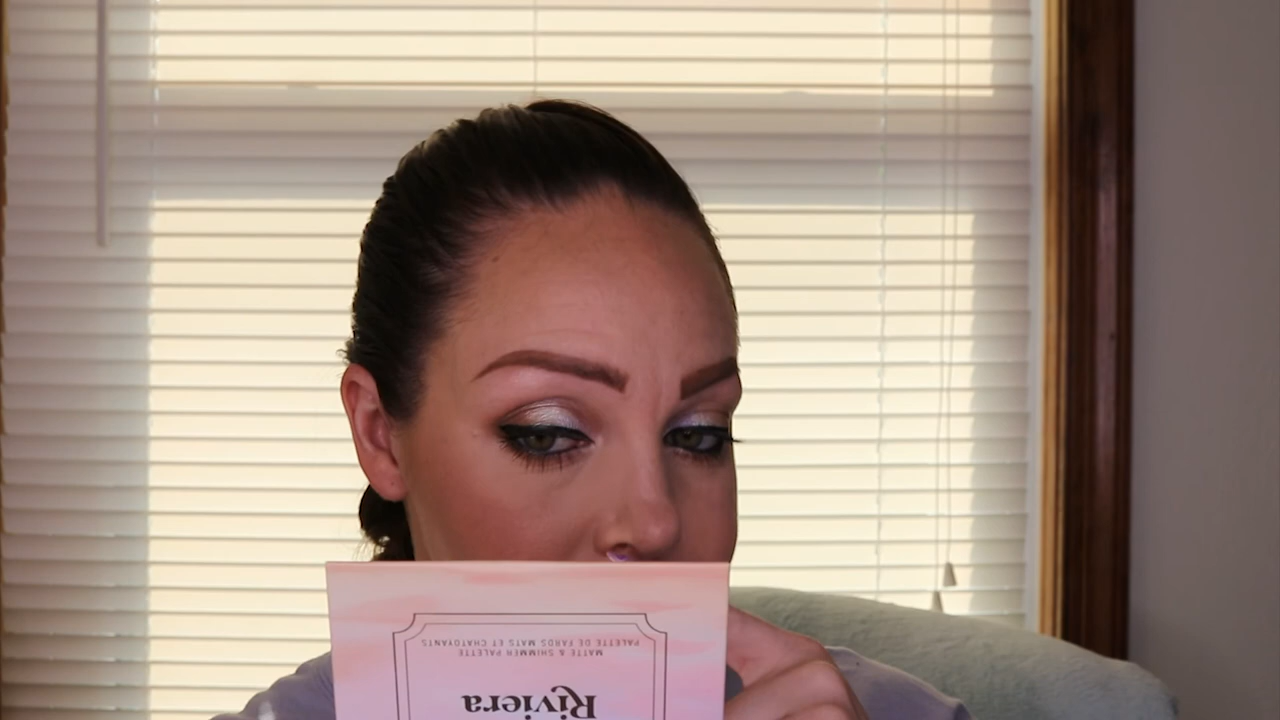 Riviera
MATTE & SHIMMER PALETTE
PALETTE DE FARDS MATS ET CHATOYANTS